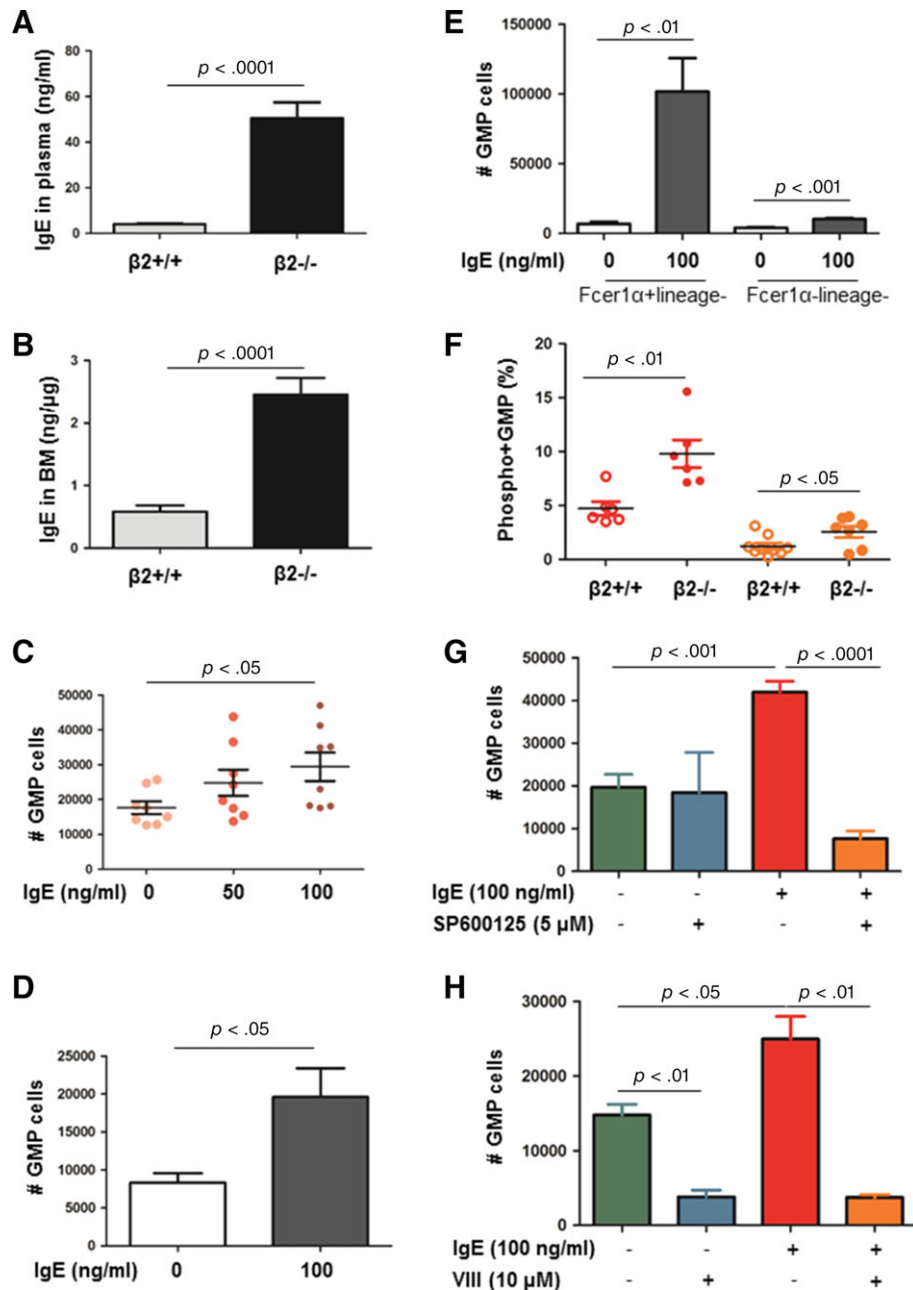 A
IgE in plasma (ng/ml)
80
60
40
20
0
p < .0001
β2+/+
β2-/-
B
IgE in BM (ng/μg)
3
2
1
0
p < .0001
β2+/+
β2-/-
C
# GMP cells
50000
40000
30000
20000
10000
0
p < .05
IgE (ng/ml)
0
50
100
D
# GMP cells
25000
20000
15000
10000
5000
0
p < .05
IgE (ng/ml)
0
100
E
# GMP cells
150000
100000
50000
0
p < .01
p < .001
IgE (ng/ml)
0
100
0
100
Fcer1α+lineage-
Fcer1α-lineage-
F
Phospho+GMP (%)
20
15
10
5
0
p < .01
p < .05
β2+/+
β2-/-
β2+/+
β2-/-
G
# GMP cells
50000
40000
30000
20000
10000
0
p < .001
p < .0001
IgE (100 ng/ml)
- - + +
SP600125 (5 μM)
- + - +
H
# GMP cells
30000
20000
10000
0
p < .05
p < .01
p < .01
IgE (100 ng/ml)
- - + +
VIII (10 μM)
- + - +